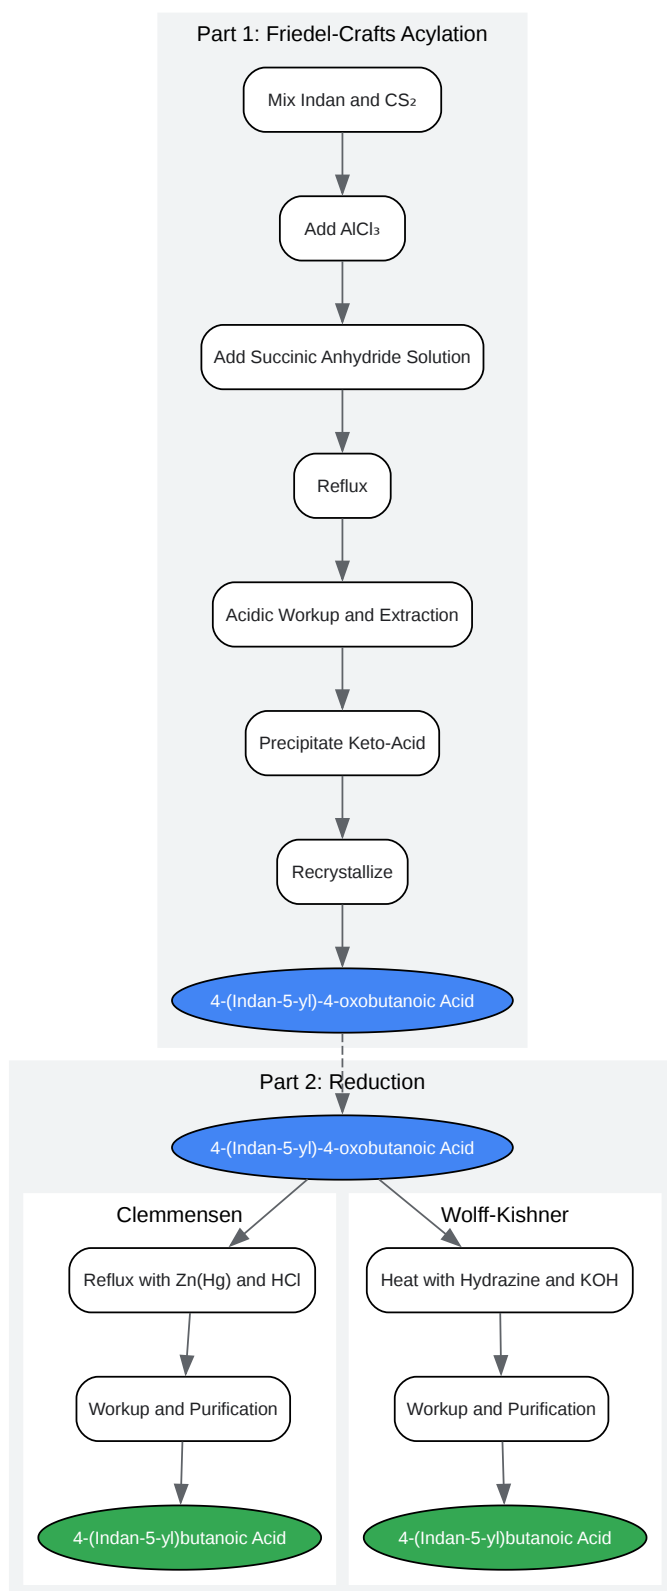 Part 1: Friedel-Crafts Acylation
Mix Indan and CS₂
Add AlCl₃
Add Succinic Anhydride Solution
Reflux
Acidic Workup and Extraction
Precipitate Keto-Acid
Recrystallize
4-(Indan-5-yl)-4-oxobutanoic Acid
Part 2: Reduction
4-(Indan-5-yl)-4-oxobutanoic Acid
Clemmensen
Reflux with Zn(Hg) and HCl
Workup and Purification
4-(Indan-5-yl)butanoic Acid
Wolff-Kishner
Heat with Hydrazine and KOH
Workup and Purification
4-(Indan-5-yl)butanoic Acid